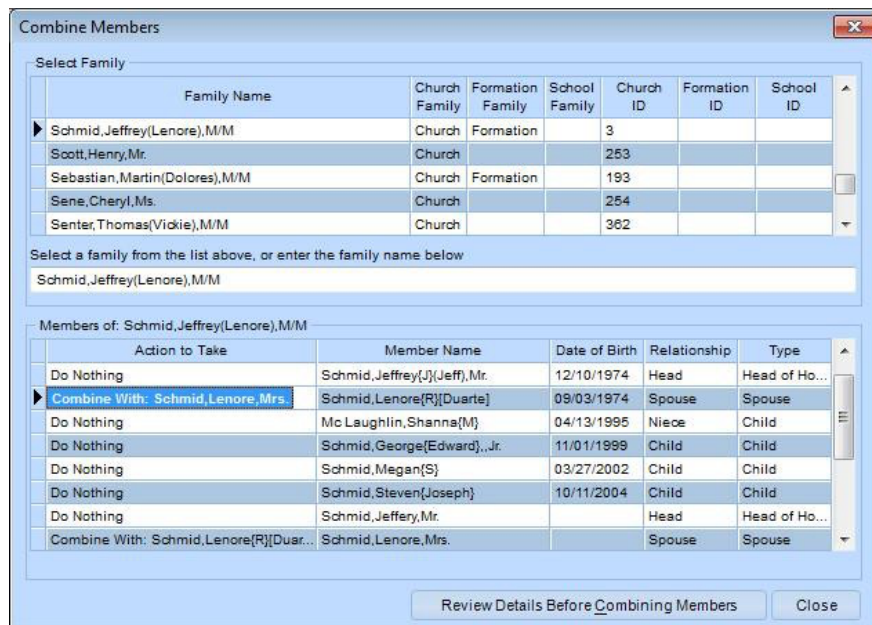 Combine Members
Select Family
Family Name Church Family Formation Family School Family Church ID Formation ID School ID
Schmid,Jeffrey(Lenore),M/M Church Formation 3
Scott,Henry,Mr. Church 253
Sebastian,Martin(Dolores),M/M Church Formation 193
Sene,Cheryl,Ms. Church 254
Senter,Thomas(Vickie),M/M Church 362
Select a family from the list above, or enter the family name below
Schmid,Jeffrey(Lenore),M/M
Members of: Schmid,Jeffrey(Lenore),M/M
Action to Take Member Name Date of Birth Relationship Type
Do Nothing Schmid,Jeffrey{J}(Jeff),Mr. 12/10/1974 Head Head of Ho...
Combine With: Schmid,Lenore,Mrs. Schmid,Lenore{R}[Duarte] 09/03/1974 Spouse Spouse
Do Nothing Mc Laughlin,Shanna{M} 04/13/1995 Niece Child
Do Nothing Schmid,George{Edward},,Jr. 11/01/1999 Child Child
Do Nothing Schmid,Megan{S} 03/27/2002 Child Child
Do Nothing Schmid,Steven{Joseph} 10/11/2004 Child Child
Do Nothing Schmid,Jeffery,Mr. Head Head of Ho...
Combine With: Schmid,Lenore{R}[Duar... Schmid,Lenore,Mrs. Spouse Spouse
Review Details Before Combining Members Close